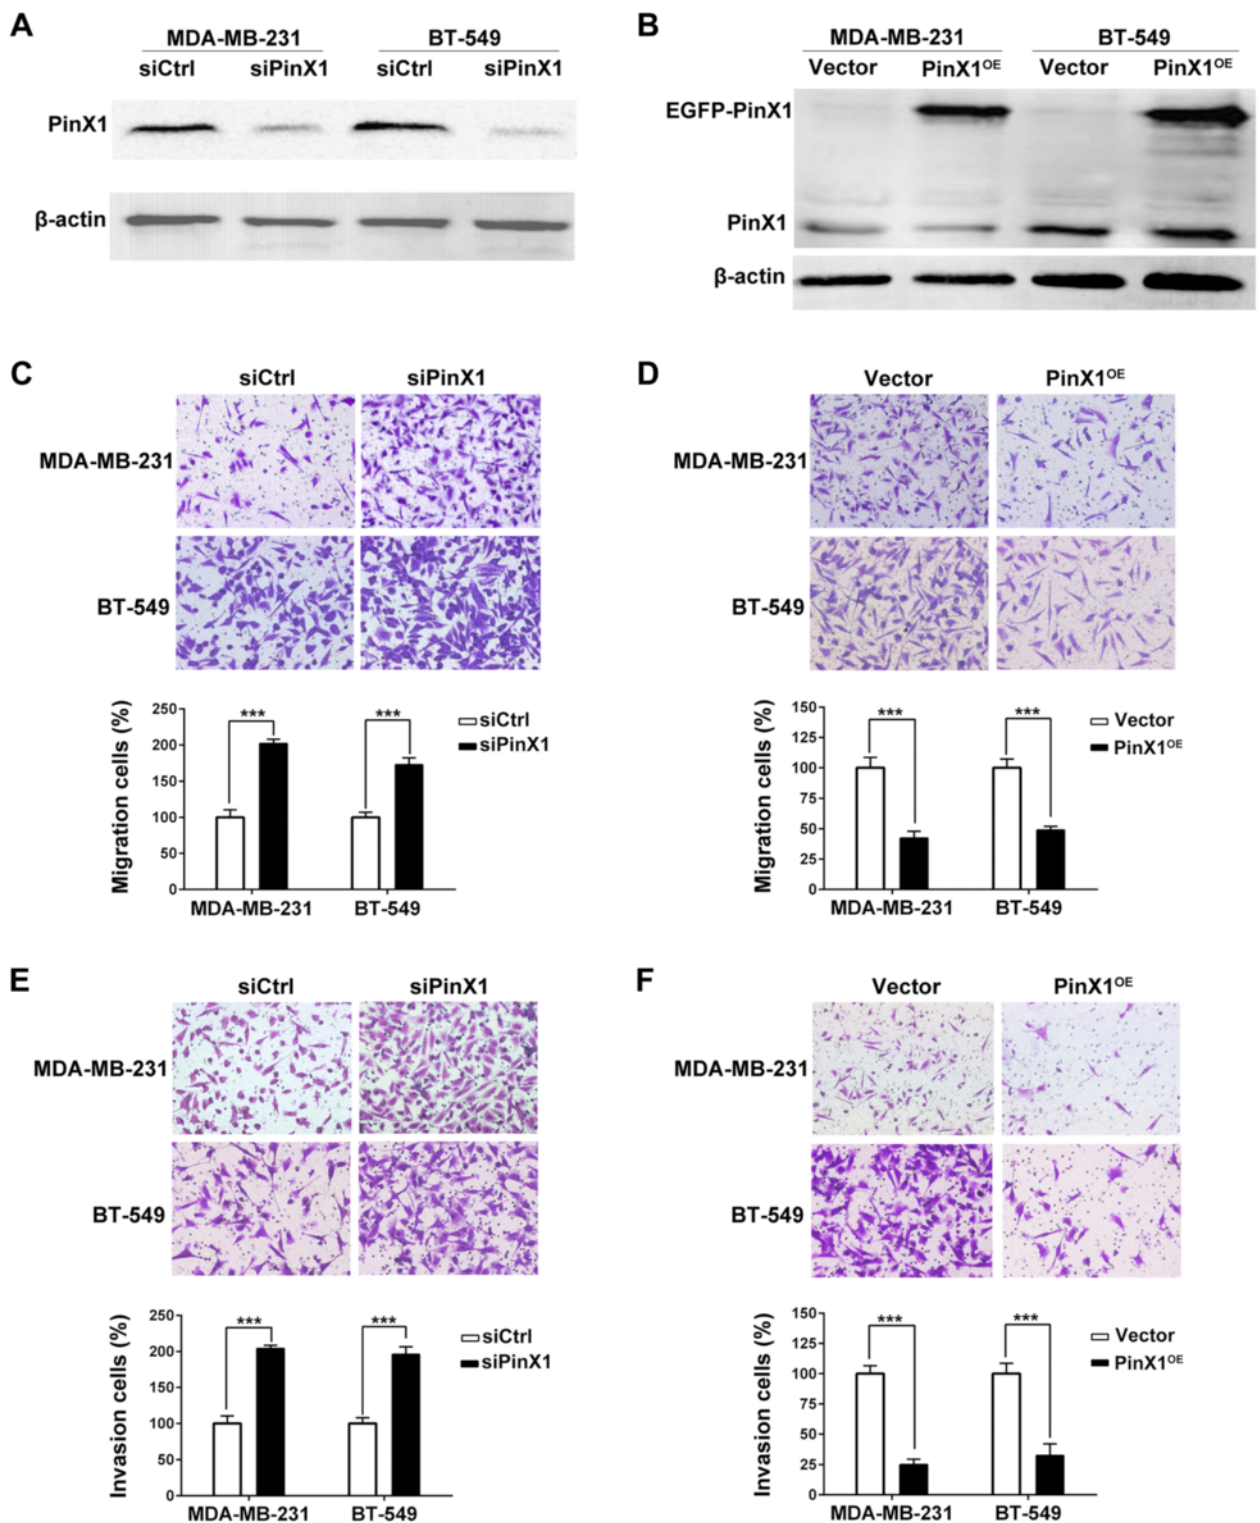 A
MDA-MB-231 BT-549
siCtrl siPinX1 siCtrl siPINX1
PinX1
β-actin
B
MDA-MB-231 BT-549
Vector PinX1OE Vector PinX1OE
EGFP-PinX1
PinX1
β-actin
C
siCtrl siPINX1
MDA-MB-231
BT-549
Migration cells (%)
250
200
150
100
50
0
*** ***
siCtrl
siPinX1
MDA-MB-231 BT-549
D
Vector PinX1OE
MDA-MB-231
BT-549
Migration cells (%)
150
125
100
75
50
25
0
*** ***
Vector
PinX1OE
MDA-MB-231 BT-549
E
siCtrl siPinX1
MDA-MB-231
BT-549
Invasion cells (%)
250
200
150
100
50
0
*** ***
siCtrl
siPinX1
MDA-MB-231 BT-549
F
Vector PinX1OE
MDA-MB-231
BT-549
Invasion cells (%)
150
125
100
75
50
25
0
*** ***
Vector
PinX1OE
MDA-MB-231 BT-549